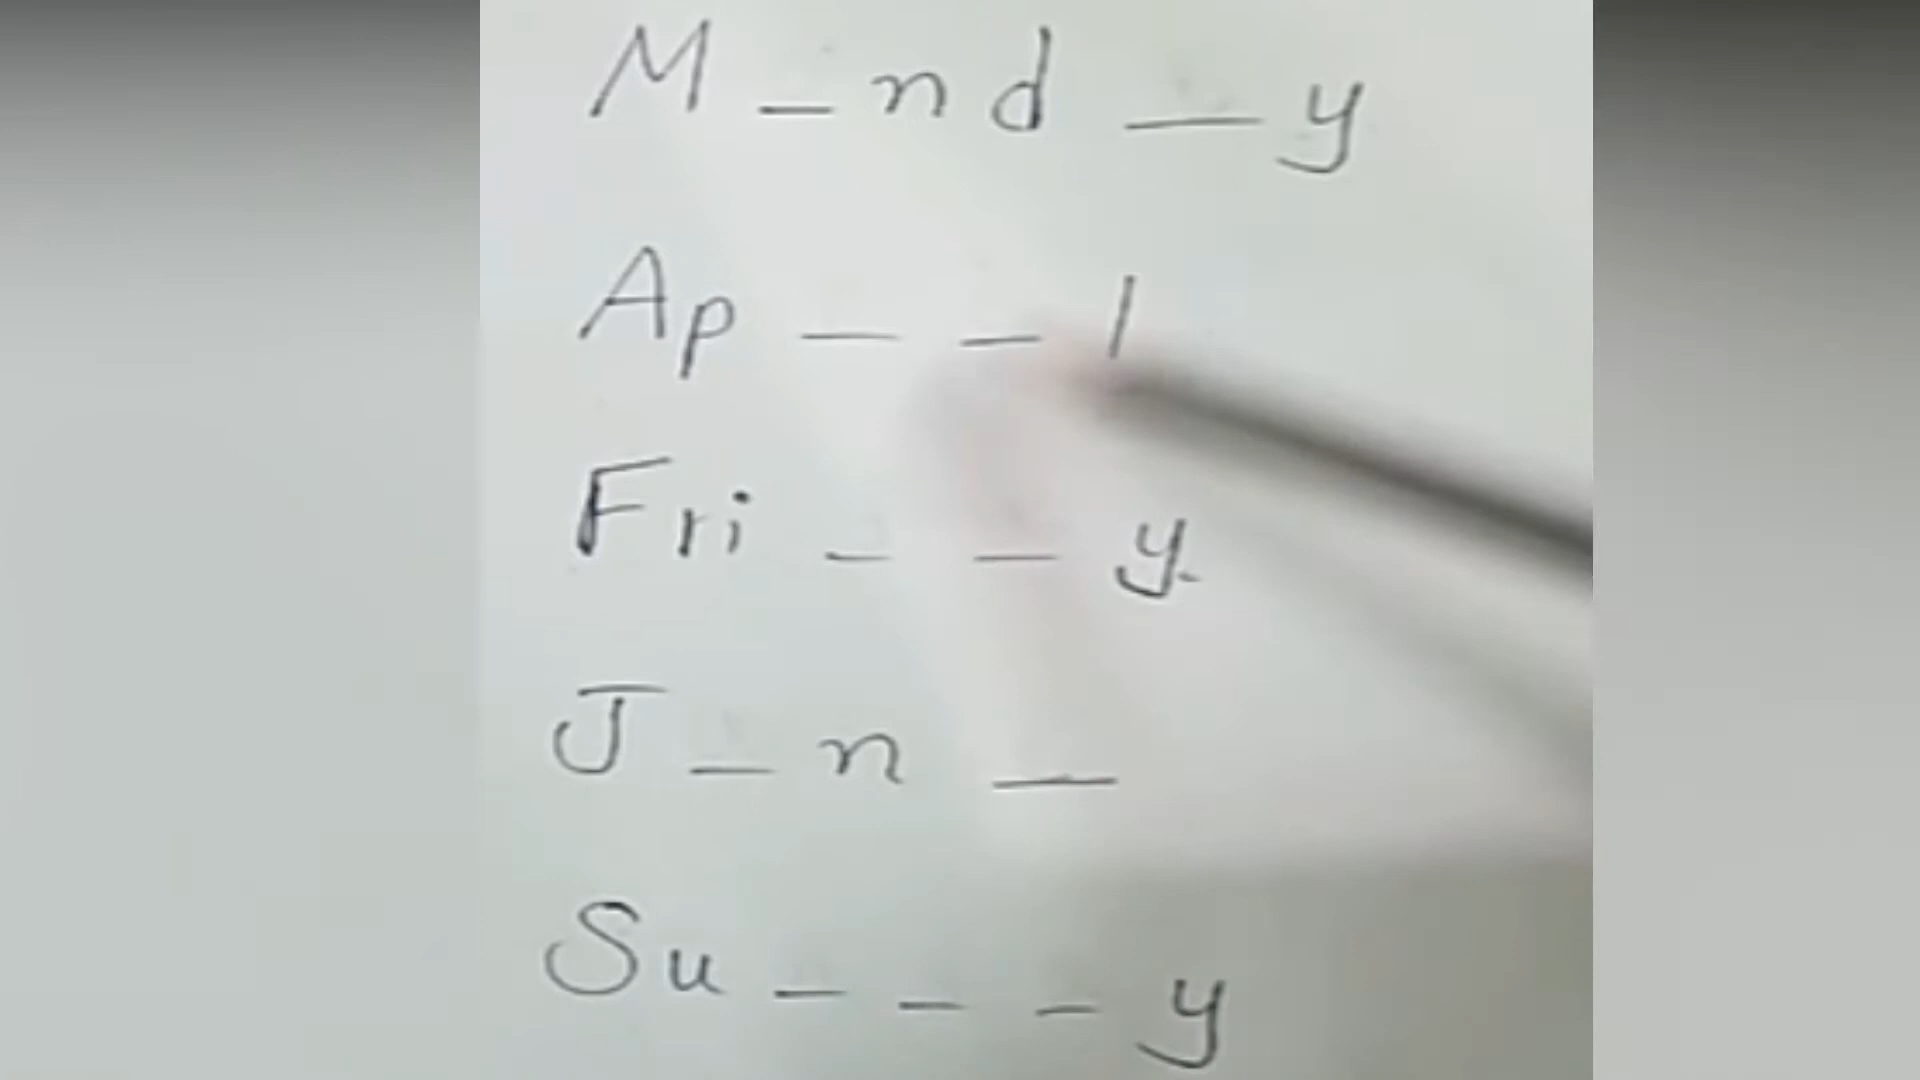 M _ n d _ y
Ap _ _ l
Fri _ _ y
J _ n _
Su _ _ _ y